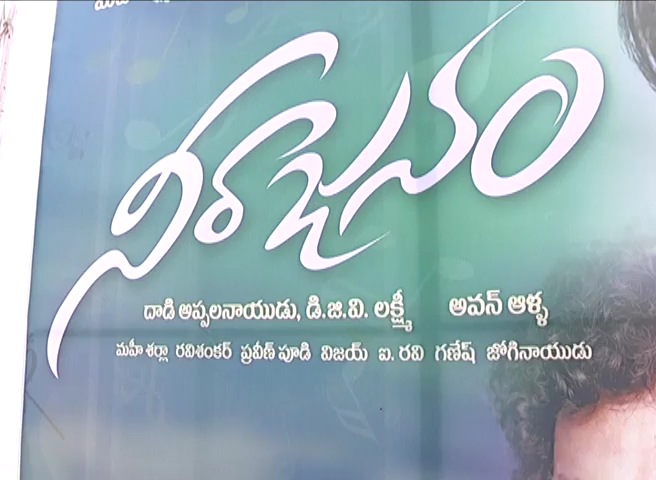 నీరాజనం
దాడి అప్పలనాయుడు, డి.జి.వి. లక్ష్మీ అవన్ ఆళ్ళ
మహీ శర్లా రవిశంకర్ ప్రవీణ్ పూడి విజయ్ ఐ. రవి గణేష్ జోగినాయుడు